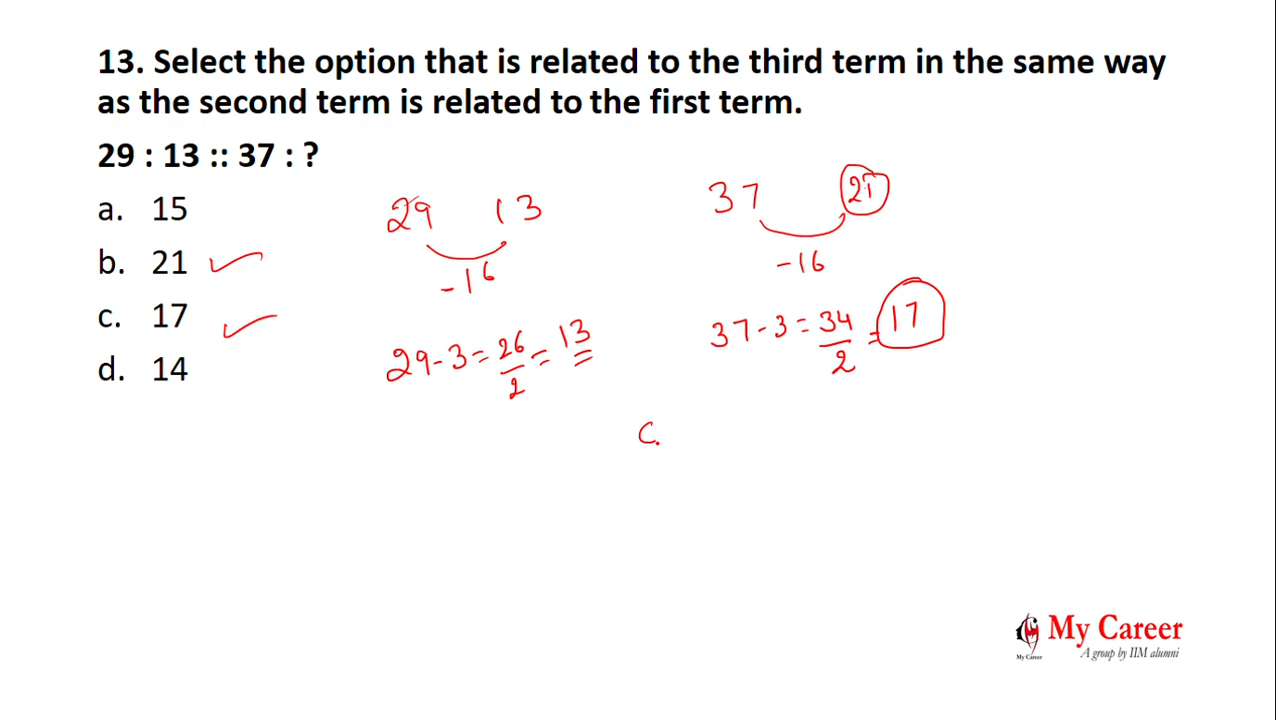 13. Select the option that is related to the third term in the same way
as the second term is related to the first term.
29 : 13 :: 37 : ?
a. 15
b. 21
c. 17
d. 14
29 13
-16
29-3=26/2=13
37 21
-16
37-3=34/2=17
C.
My Career
A group by IIM alumni
My Career